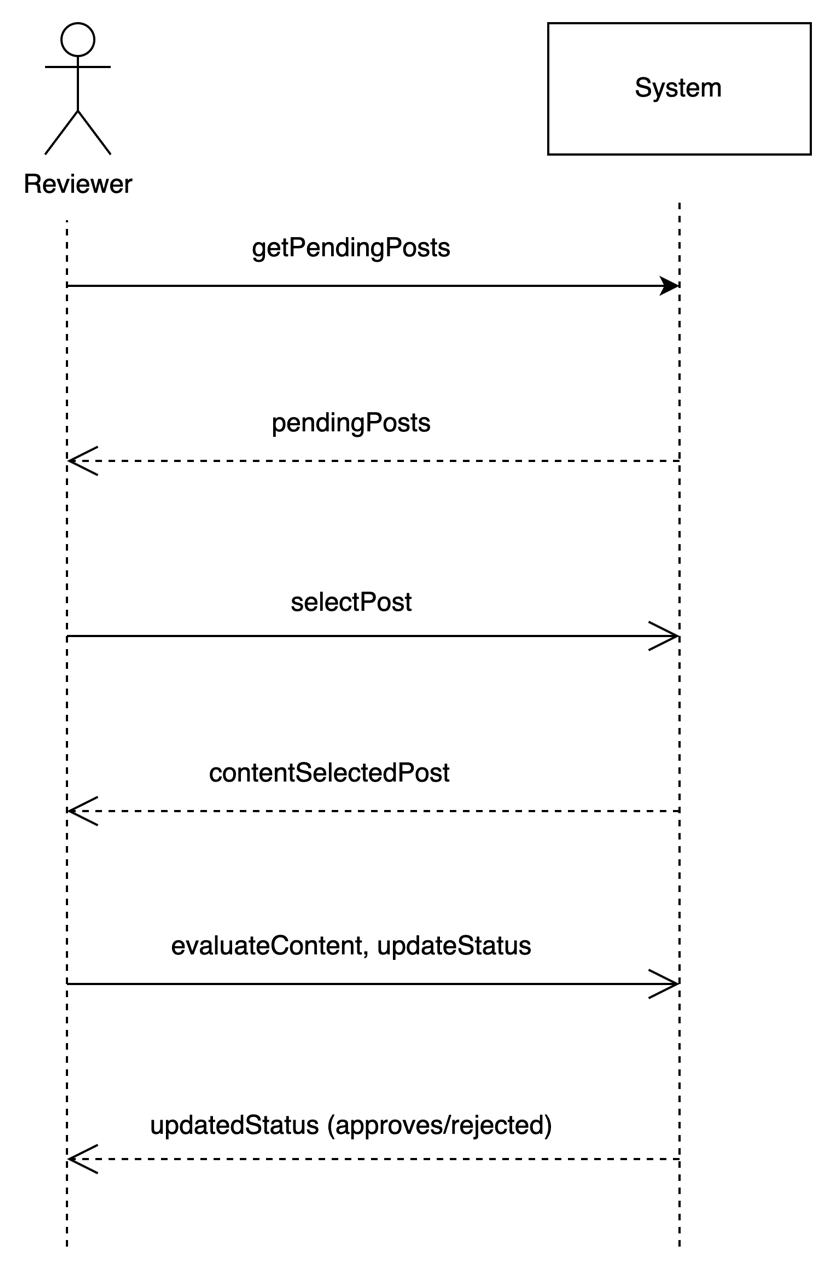 System
Reviewer
getPendingPosts
pendingPosts
selectPost
contentSelectedPost
evaluateContent, updateStatus
updatedStatus (approves/rejected)